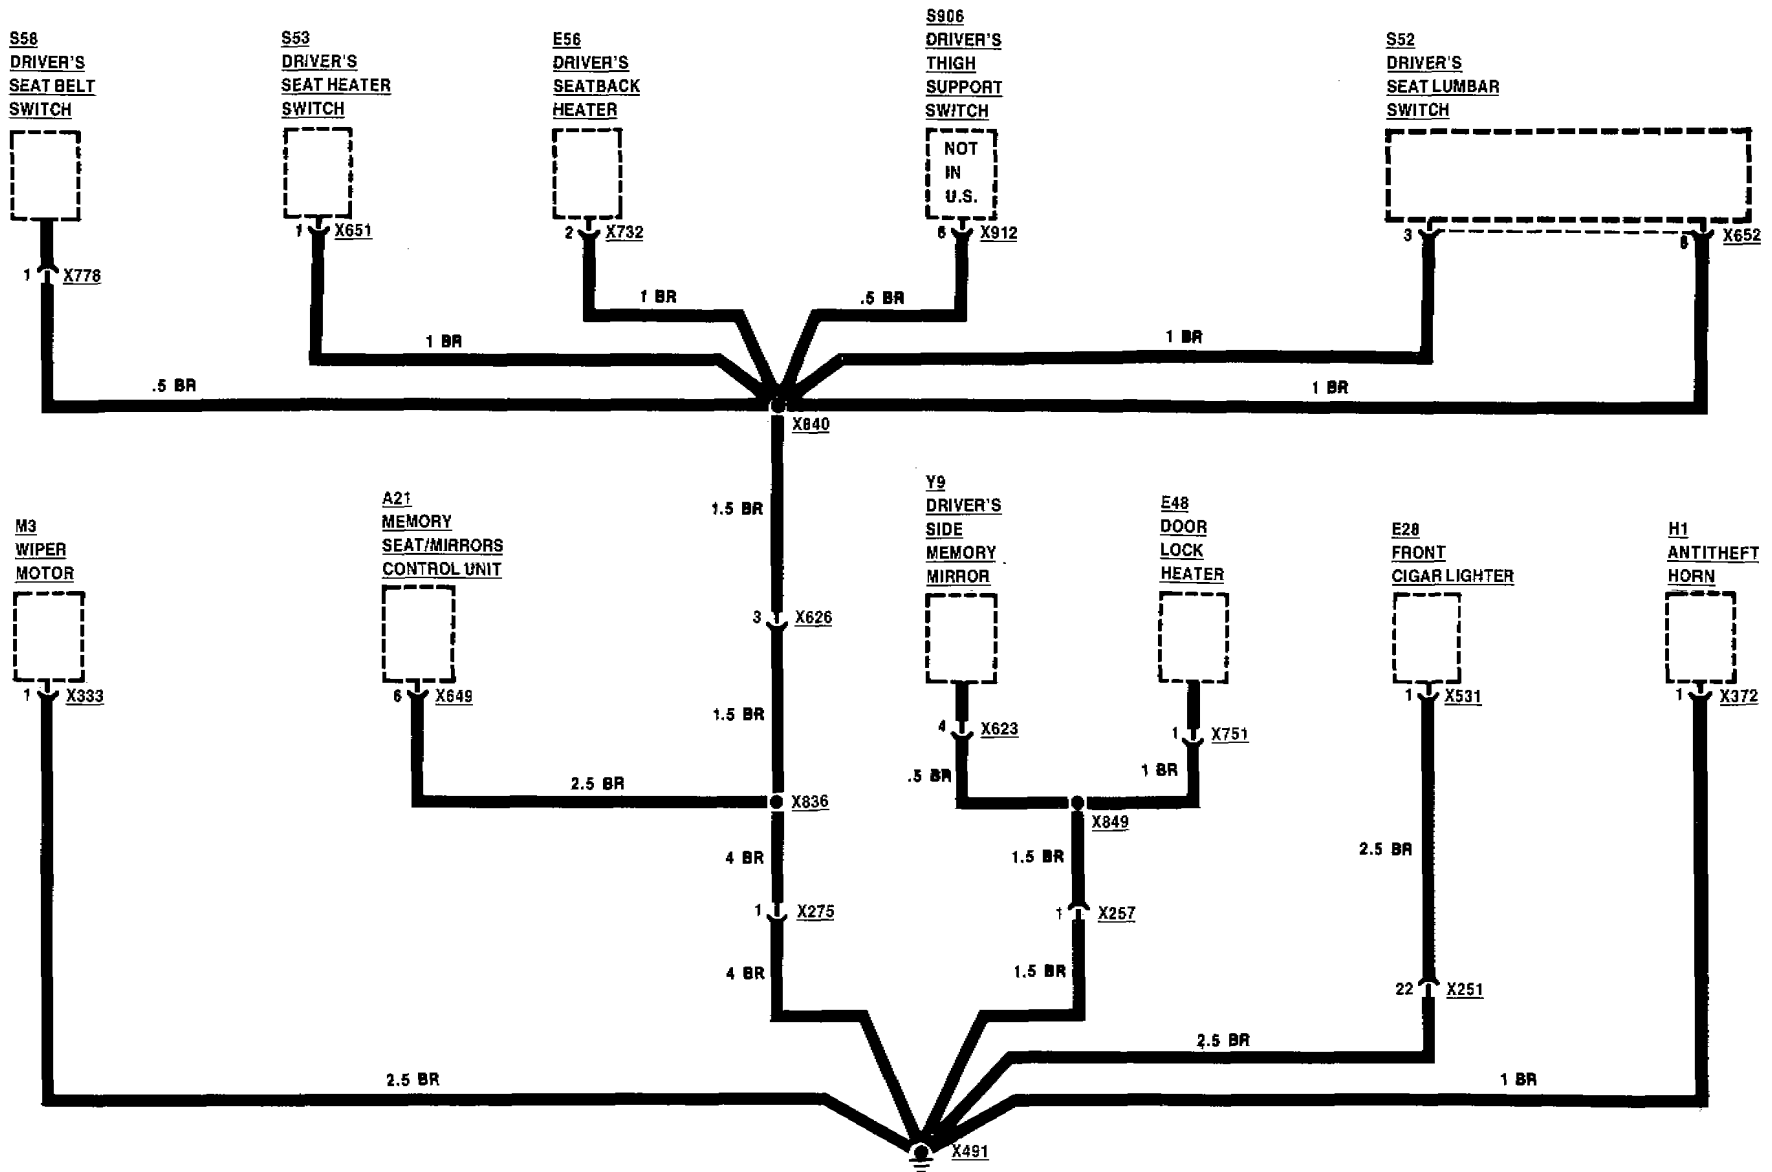 S58
DRIVER'S
SEAT BELT
SWITCH
S53
DRIVER'S
SEAT HEATER
SWITCH
E56
DRIVER'S
SEATBACK
HEATER
S906
DRIVER'S
THIGH
SUPPORT
SWITCH
S52
DRIVER'S
SEAT LUMBAR
SWITCH
NOT
IN
U.S.
1 X778
1 X651
2 X732
6 X912
3
6 X652
1 BR
.5 BR
1 BR
1 BR
.5 BR
1 BR
X840
1.5 BR
M3
WIPER
MOTOR
A21
MEMORY
SEAT/MIRRORS
CONTROL UNIT
Y9
DRIVER'S
SIDE
MEMORY
MIRROR
E48
DOOR
LOCK
HEATER
E28
FRONT
CIGAR LIGHTER
H1
ANTITHEFT
HORN
3 X626
1 X333
6 X649
1.5 BR
4 X623
1 X751
1 X531
1 X372
2.5 BR
X836
.5 BR
1 BR
X849
4 BR
1.5 BR
2.5 BR
1 X275
1 X257
4 BR
1.5 BR
22 X251
2.5 BR
2.5 BR
1 BR
X491